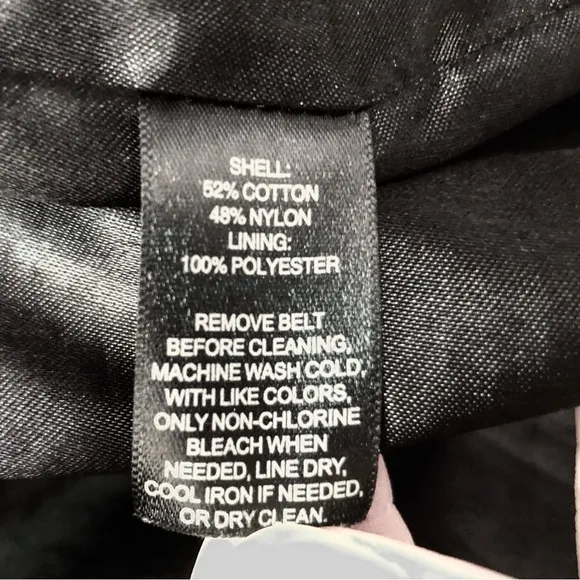 SHELL:
52% COTTON
48% NYLON
LINING:
100% POLYESTER
REMOVE BELT
BEFORE CLEANING,
MACHINE WASH COLD,
WITH LIKE COLORS,
ONLY NON-CHLORINE
BLEACH WHEN
NEEDED, LINE DRY,
COOL IRON IF NEEDED,
OR DRY CLEAN.